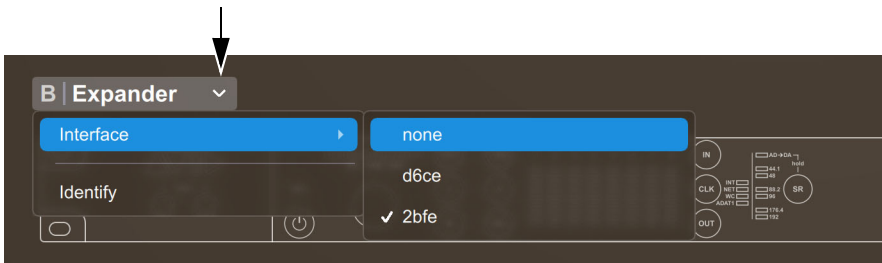 B | Expander
Interface
none
d6ce
Identify
✓ 2bfe
IN
CLK
OUT
INT
NET
WC
ADAT1
AD→DA
44.1
48
88.2
96
176.4
192
hold
SR